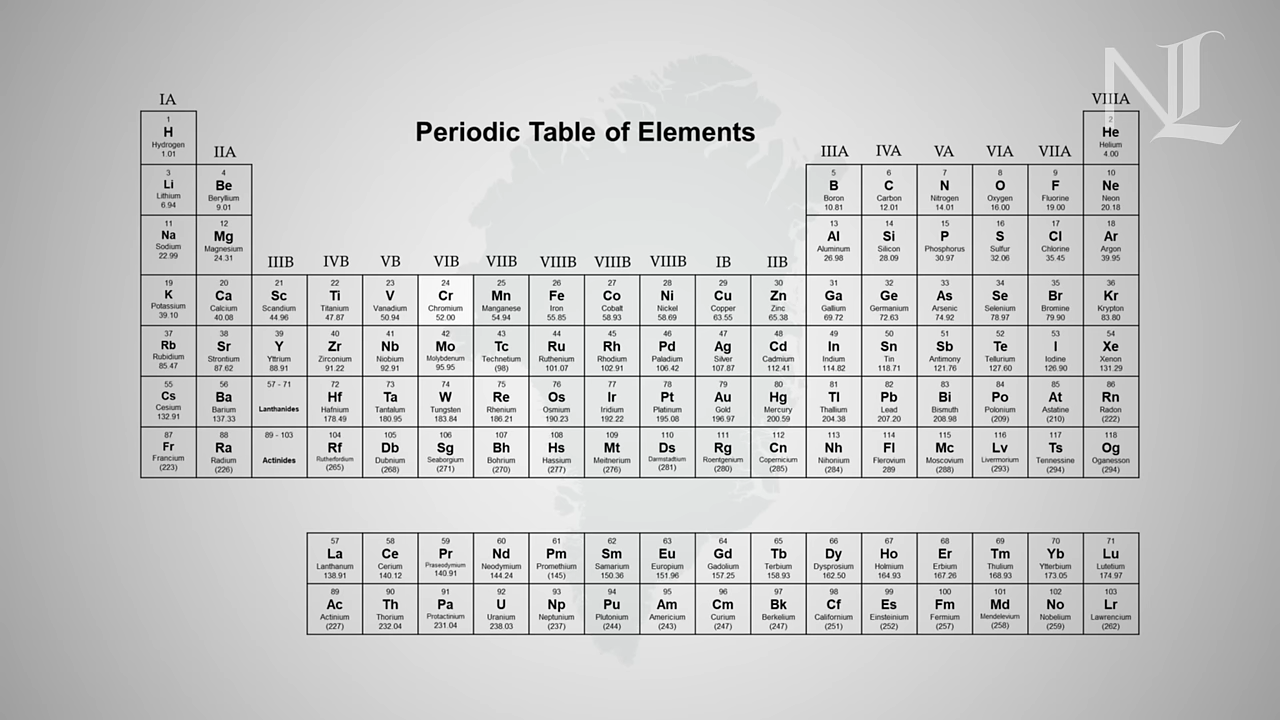 NL
IA VIIIA
Periodic Table of Elements
IIA IIIA IVA VA VIA VIIA
1 2
H He
Hydrogen Helium
1.01 4.00
3 4 5 6 7 8 9 10
Li Be B C N O F Ne
Lithium Beryllium Boron Carbon Nitrogen Oxygen Fluorine Neon
6.94 9.01 10.81 12.01 14.01 16.00 19.00 20.18
11 12 13 14 15 16 17 18
Na Mg Al Si P S Cl Ar
Sodium Magnesium Aluminum Silicon Phosphorus Sulfur Chlorine Argon
22.99 24.31 26.98 28.09 30.97 32.06 35.45 39.95
IIIB IVB VB VIB VIIB VIIIB VIIIB VIIIB IB IIB
19 20 21 22 23 24 25 26 27 28 29 30 31 32 33 34 35 36
K Ca Sc Ti V Cr Mn Fe Co Ni Cu Zn Ga Ge As Se Br Kr
Potassium Calcium Scandium Titanium Vanadium Chromium Manganese Iron Cobalt Nickel Copper Zinc Gallium Germanium Arsenic Selenium Bromine Krypton
39.10 40.08 44.96 47.87 50.94 52.00 54.94 55.85 58.93 58.69 63.55 65.38 69.72 72.63 74.92 78.97 79.90 83.80
37 38 39 40 41 42 43 44 45 46 47 48 49 50 51 52 53 54
Rb Sr Y Zr Nb Mo Tc Ru Rh Pd Ag Cd In Sn Sb Te I Xe
Rubidium Strontium Yttrium Zirconium Niobium Molybdenum Technetium Ruthenium Rhodium Paladium Silver Cadmium Indium Tin Antimony Tellurium Iodine Xenon
85.47 87.62 88.91 91.22 92.91 95.95 (98) 101.07 102.91 106.42 107.87 112.41 114.82 118.71 121.76 127.60 126.90 131.29
55 56 57 - 71 72 73 74 75 76 77 78 79 80 81 82 83 84 85 86
Cs Ba Hf Ta W Re Os Ir Pt Au Hg Tl Pb Bi Po At Rn
Cesium Barium Lanthanides Hafnium Tantalum Tungsten Rhenium Osmium Iridium Platinum Gold Mercury Thallium Lead Bismuth Polonium Astatine Radon
132.91 137.33 178.49 180.95 183.84 186.21 190.23 192.22 195.08 196.97 200.59 204.38 207.20 208.98 (209) (210) (222)
87 88 89 - 103 104 105 106 107 108 109 110 111 112 113 114 115 116 117 118
Fr Ra Rf Db Sg Bh Hs Mt Ds Rg Cn Nh Fl Mc Lv Ts Og
Francium Radium Actinides Rutherfordium Dubnium Seaborgium Bohrium Hassium Meitnerium Darmstadtium Roentgenium Copernicium Nihonium Flerovium Moscovium Livermorium Tennessine Oganesson
(223) (226) (265) (268) (271) (270) (277) (276) (281) (280) (285) (284) 289 (288) (293) (294) (294)
57 58 59 60 61 62 63 64 65 66 67 68 69 70 71
La Ce Pr Nd Pm Sm Eu Gd Tb Dy Ho Er Tm Yb Lu
Lanthanum Cerium Praseodymium Neodymium Promethium Samarium Europium Gadolium Terbium Dysprosium Holmium Erbium Thulium Ytterbium Lutetium
138.91 140.12 140.91 144.24 (145) 150.36 151.96 157.25 158.93 162.50 164.93 167.26 168.93 173.05 174.97
89 90 91 92 93 94 95 96 97 98 99 100 101 102 103
Ac Th Pa U Np Pu Am Cm Bk Cf Es Fm Md No Lr
Actinium Thorium Protactinium Uranium Neptunium Plutonium Americium Curium Berkelium Californium Einsteinium Fermium Mendelevium Nobelium Lawrencium
(227) 232.04 231.04 238.03 (237) (244) (243) (247) (247) (251) (252) (257) (258) (259) (262)